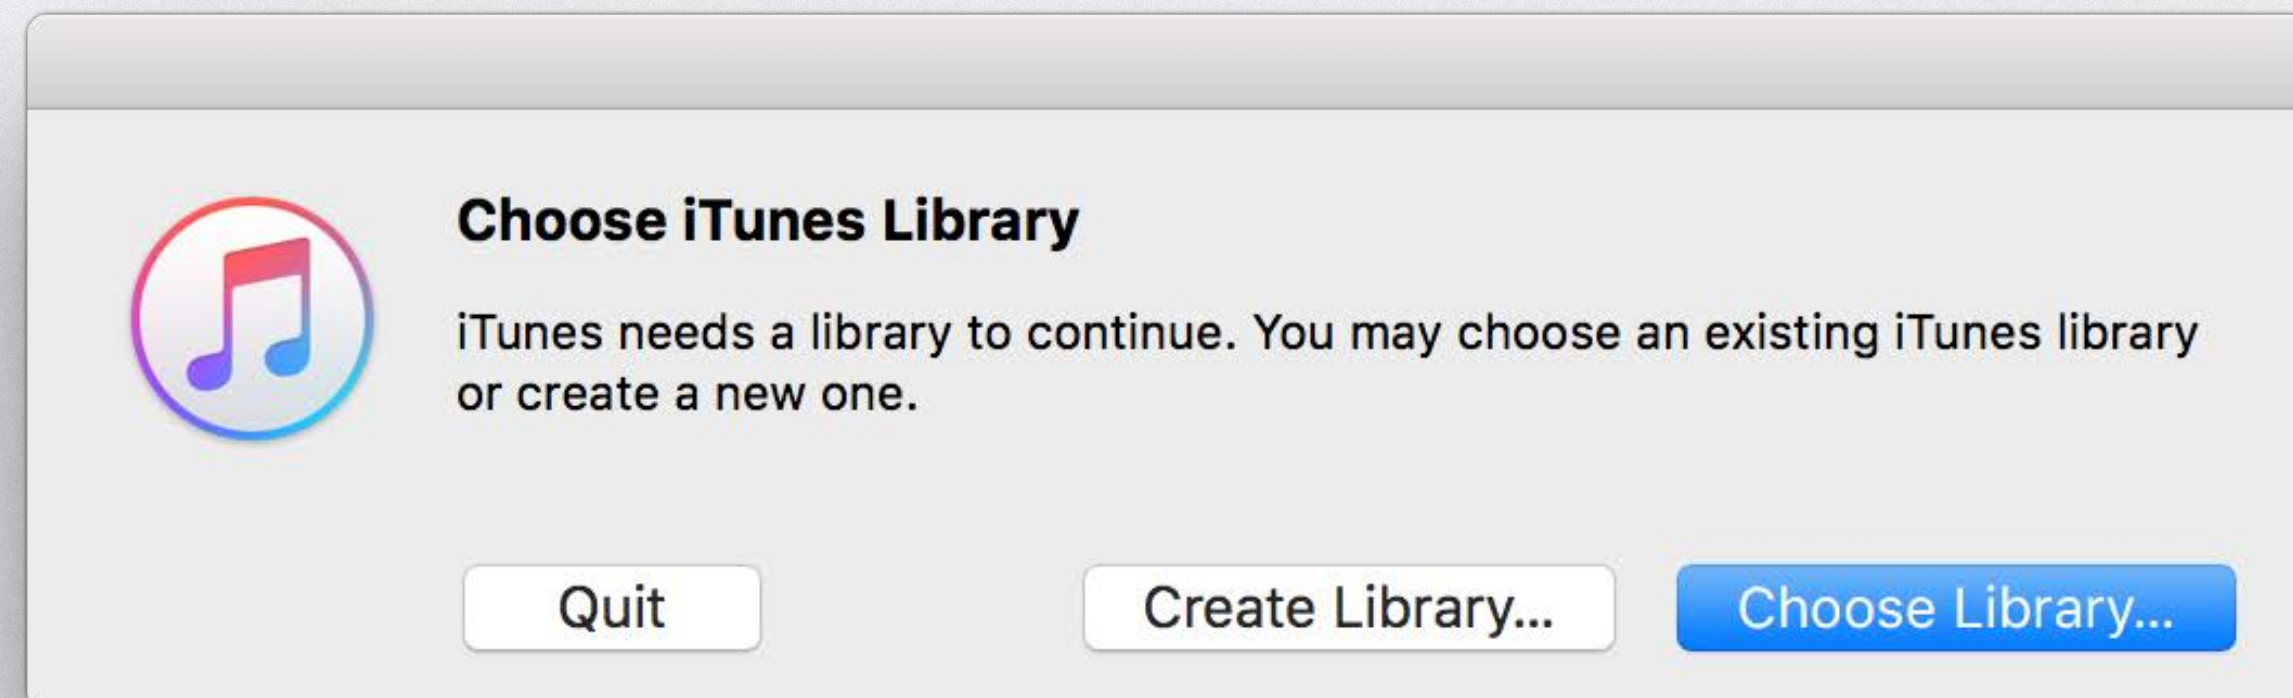 Choose iTunes Library
iTunes needs a library to continue. You may choose an existing iTunes library
or create a new one.
Quit
Create Library...
Choose Library...